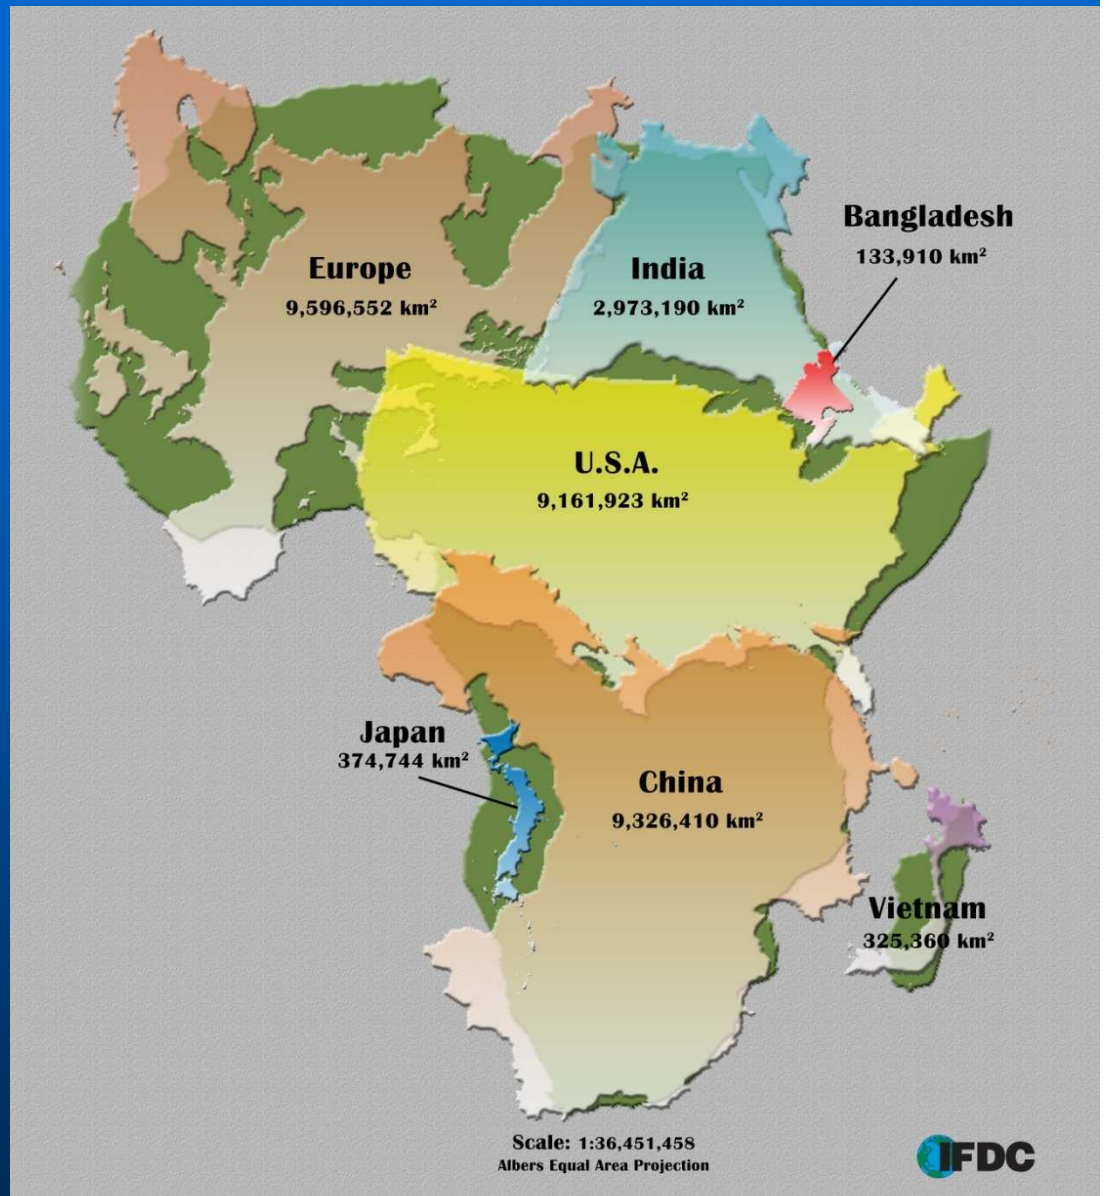 Bangladesh
133,910 km²
Europe
9,596,552 km²
India
2,973,190 km²
U.S.A.
9,161,923 km²
Japan
374,744 km²
China
9,326,410 km²
Vietnam
325,360 km²
Scale: 1:36,451,458
Albers Equal Area Projection
IFDC